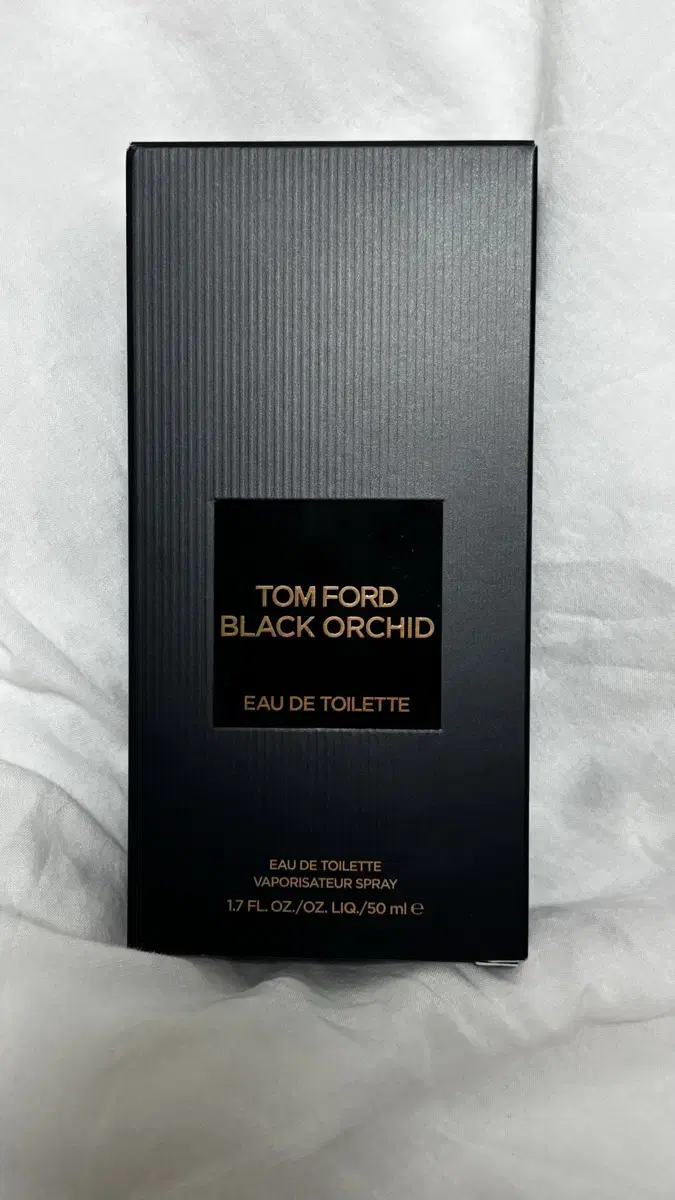 TOM FORD
BLACK ORCHID
EAU DE TOILETTE
EAU DE TOILETTE
VAPORISATEUR SPRAY
1.7 FL. OZ./OZ. LIQ./50 ml ℮